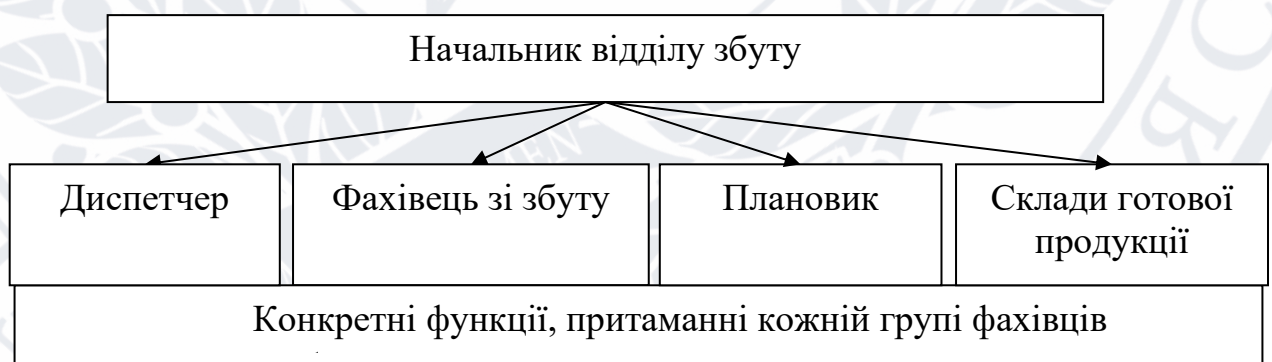 Начальник відділу збуту
Диспетчер
Фахівець зі збуту
Плановик
Склади готової
продукції
Конкретні функції, притаманні кожній групі фахівців